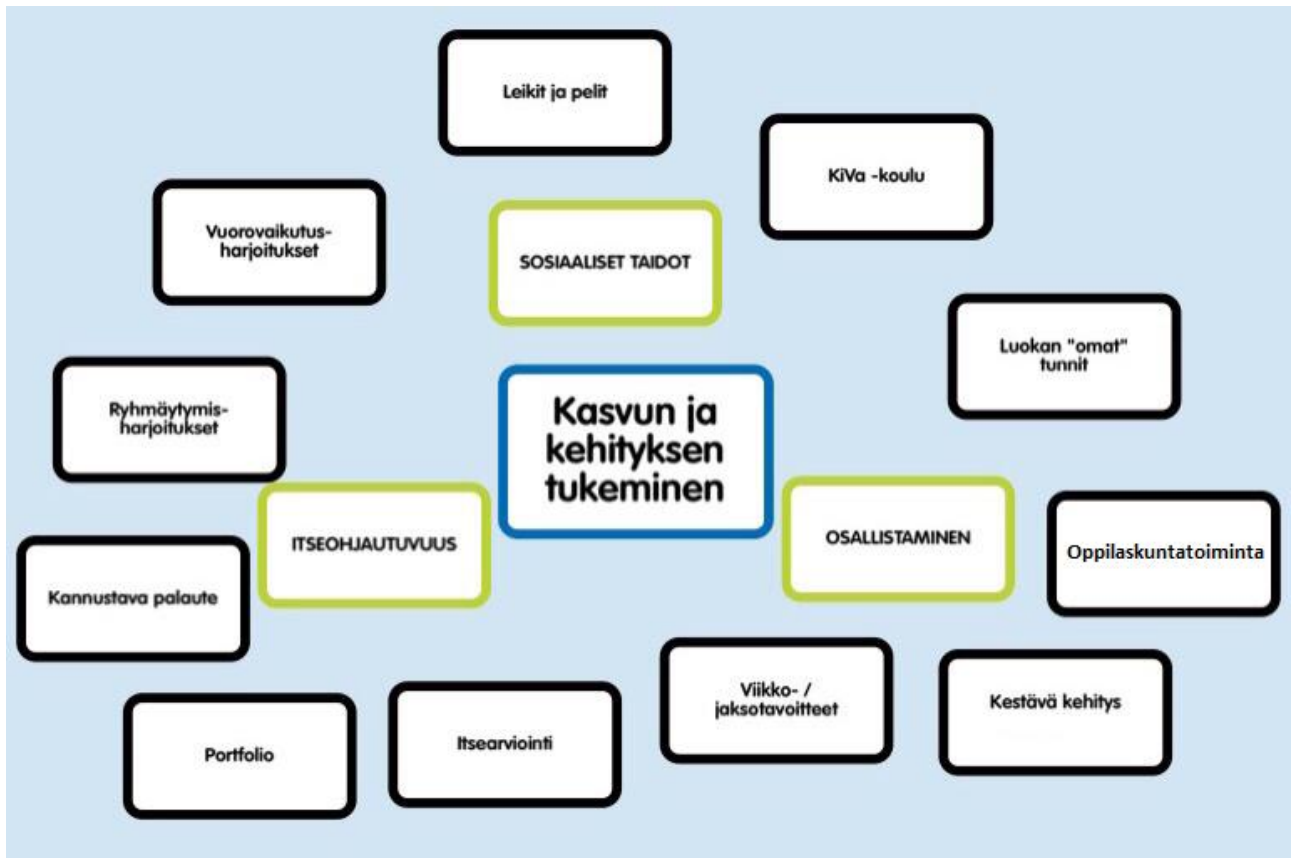 Leikit ja pelit
KiVa -koulu
Vuorovaikutus-
harjoitukset
SOSIAALISET TAIDOT
Luokan "omat"
tunnit
Ryhmäytymis-
harjoitukset
Kasvun ja
kehityksen
tukeminen
ITSEOHJAUTUVUUS
OSALLISTAMINEN
Oppilaskuntatoiminta
Kannustava palaute
Viikko- /
jaksotavoitteet
Kestävä kehitys
Portfolio
Itsearviointi